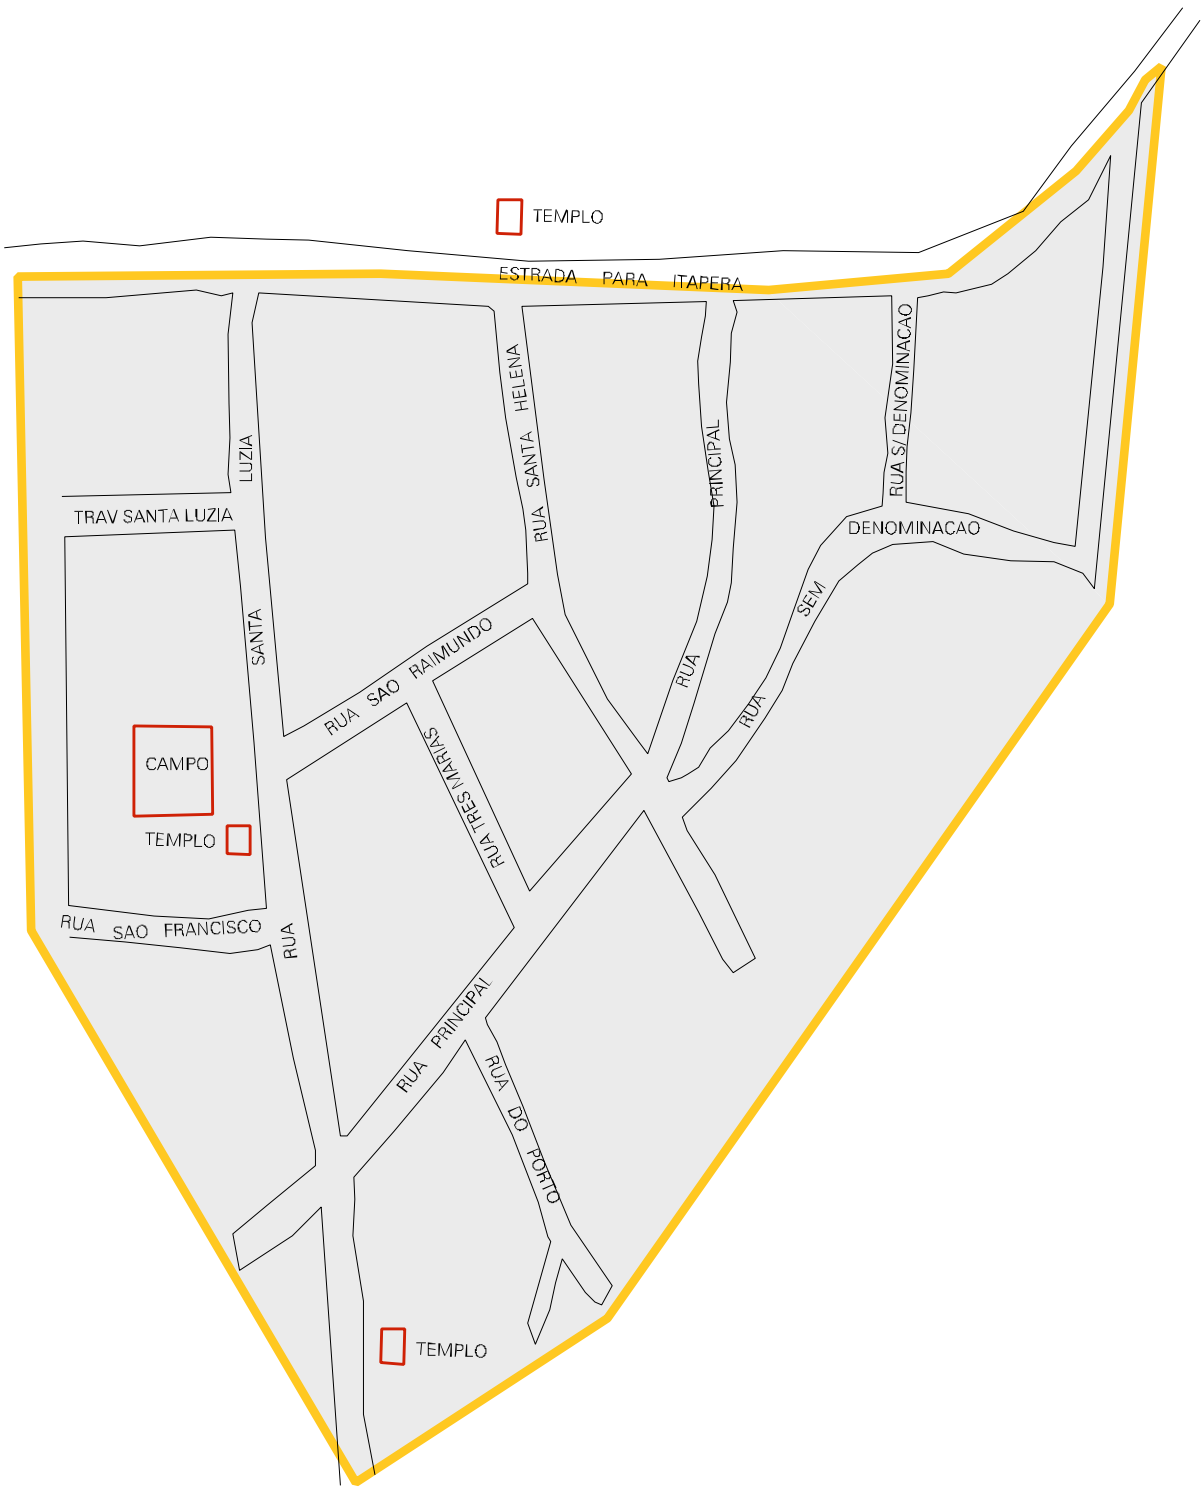 TEMPLO
ESTRADA PARA ITAPERA
RUA SANTA HELENA
RUA PRINCIPAL
RUA S/ DENOMINACAO
RUA SEM DENOMINACAO
RUA SANTA LUZIA
TRAV SANTA LUZIA
RUA SAO RAIMUNDO
RUA TRES MARIAS
CAMPO
TEMPLO
RUA SAO FRANCISCO
RUA PRINCIPAL
RUA DO PORTO
TEMPLO